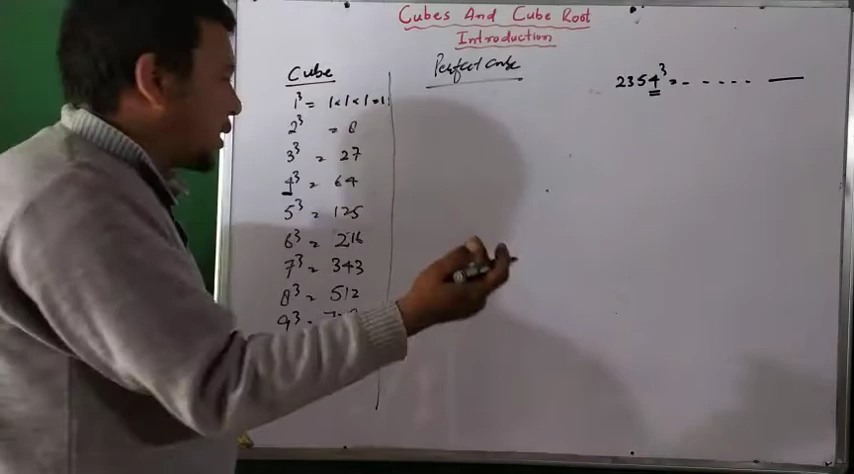 Cubes And Cube Root
Introduction
Cube
1³ = 1×1×1=1
2³ = 8
3³ = 27
4³ = 64
5³ = 125
6³ = 216
7³ = 343
8³ = 512
9³ =
Perfect cube
2354³ = - - - - - —